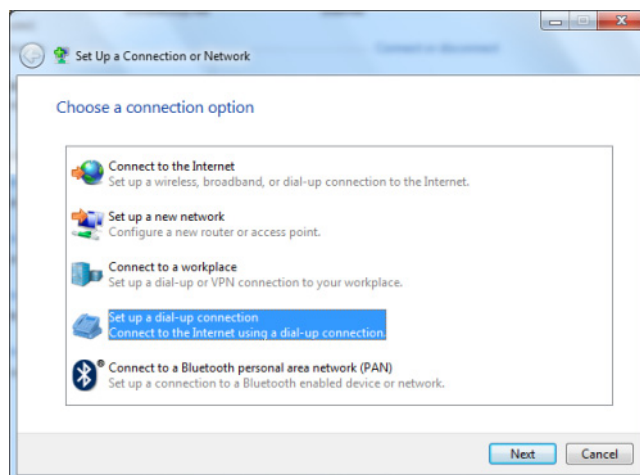 Connect or disconnect
Set Up a Connection or Network
Choose a connection option
Connect to the Internet
Set up a wireless, broadband, or dial-up connection to the Internet.
Set up a new network
Configure a new router or access point.
Connect to a workplace
Set up a dial-up or VPN connection to your workplace.
Set up a dial-up connection
Connect to the Internet using a dial-up connection.
®
Connect to a Bluetooth personal area network (PAN)
Set up a connection to a Bluetooth enabled device or network.
Next Cancel